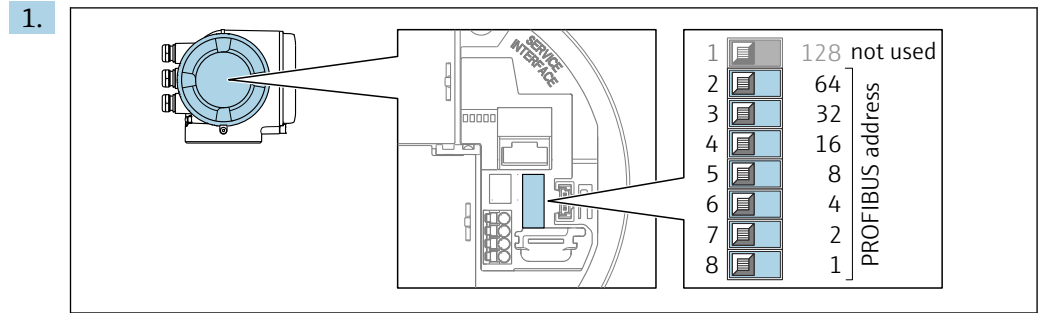 1.
SERVICE
INTERFACE
1 128 not used
2 64
3 32
4 16
5 8
6 4
7 2
8 1
PROFIBUS address